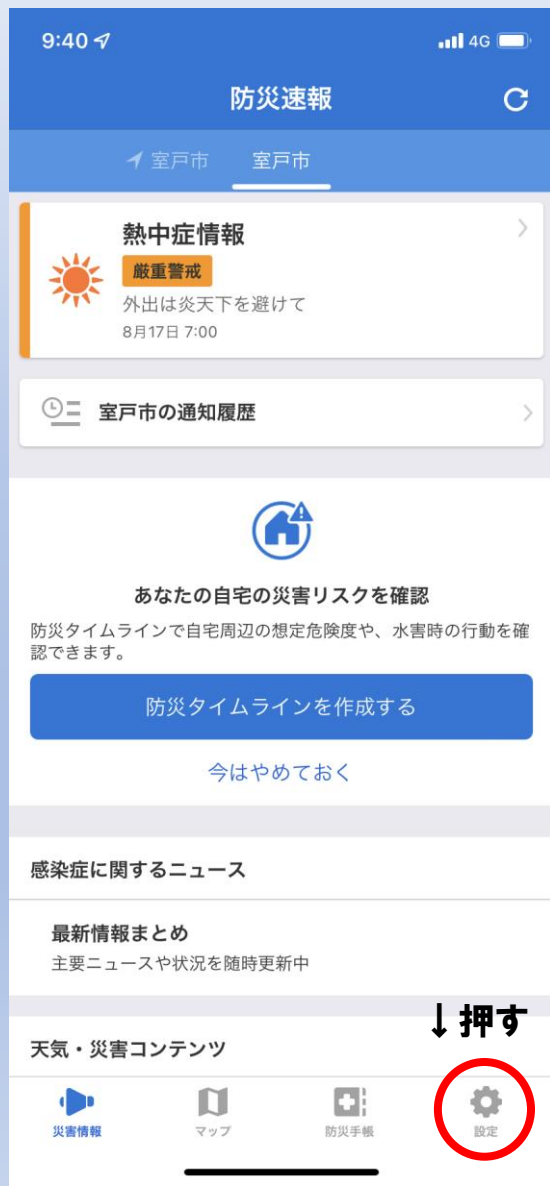 9:40
4G
防災速報
室戸市
室戸市
熱中症情報
厳重警戒
外出は炎天下を避けて
8月17日 7:00
室戸市の通知履歴
あなたの自宅の災害リスクを確認
防災タイムラインで自宅周辺の想定危険度や、水害時の行動を確
認できます。
防災タイムラインを作成する
今はやめておく
感染症に関するニュース
最新情報まとめ
主要ニュースや状況を随時更新中
↓押す
天気・災害コンテンツ
災害情報
マップ
防災手帳
設定